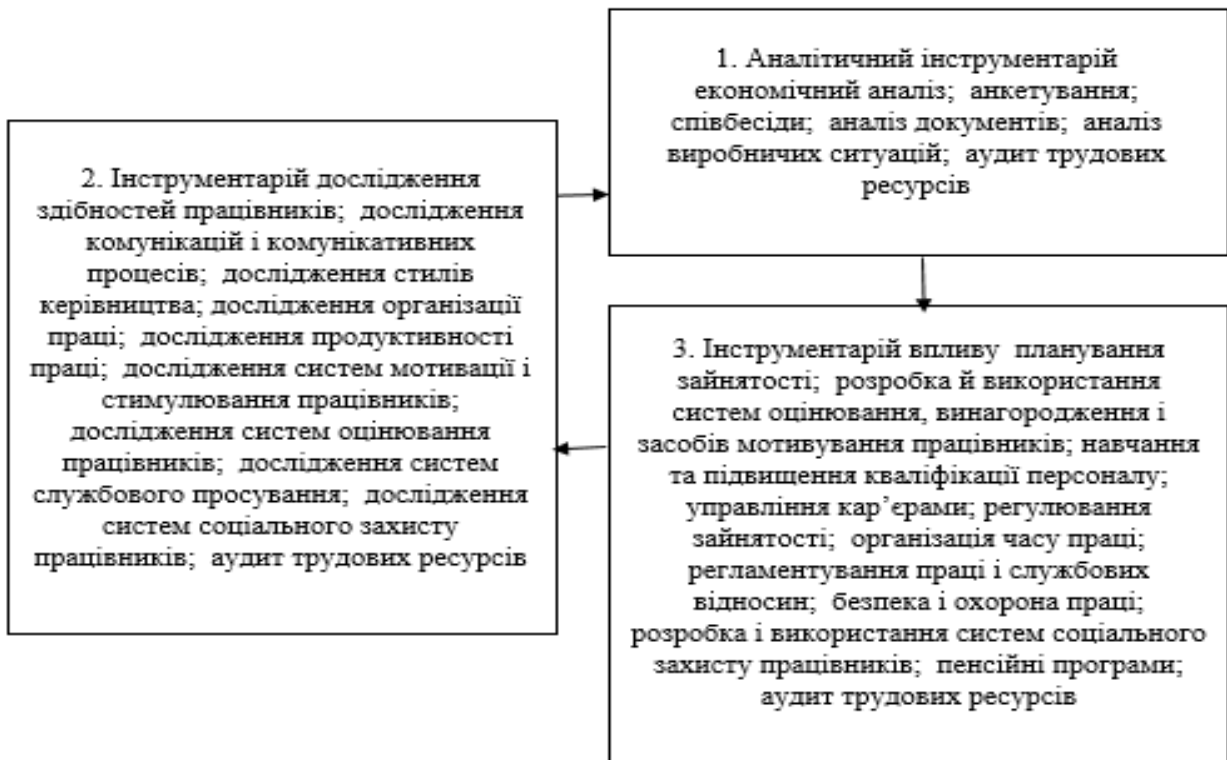 1. Аналітичний інструментарій
економічний аналіз; анкетування;
співбесіди; аналіз документів; аналіз
виробничих ситуацій; аудит трудових
ресурсів
2. Інструментарій дослідження
здібностей працівників; дослідження
комунікацій і комунікативних
процесів; дослідження стилів
керівництва; дослідження організації
праці; дослідження продуктивності
праці; дослідження систем мотивації і
стимулювання працівників;
дослідження систем оцінювання
працівників; дослідження систем
службового просування; дослідження
систем соціального захисту
працівників; аудит трудових ресурсів
3. Інструментарій впливу планування
зайнятості; розробка й використання
систем оцінювання, винагородження і
засобів мотивування працівників; навчання
та підвищення кваліфікації персоналу;
управління кар’єрами; регулювання
зайнятості; організація часу праці;
регламентування праці і службових
відносин; безпека і охорона праці;
розробка і використання систем соціального
захисту працівників; пенсійні програми;
аудит трудових ресурсів